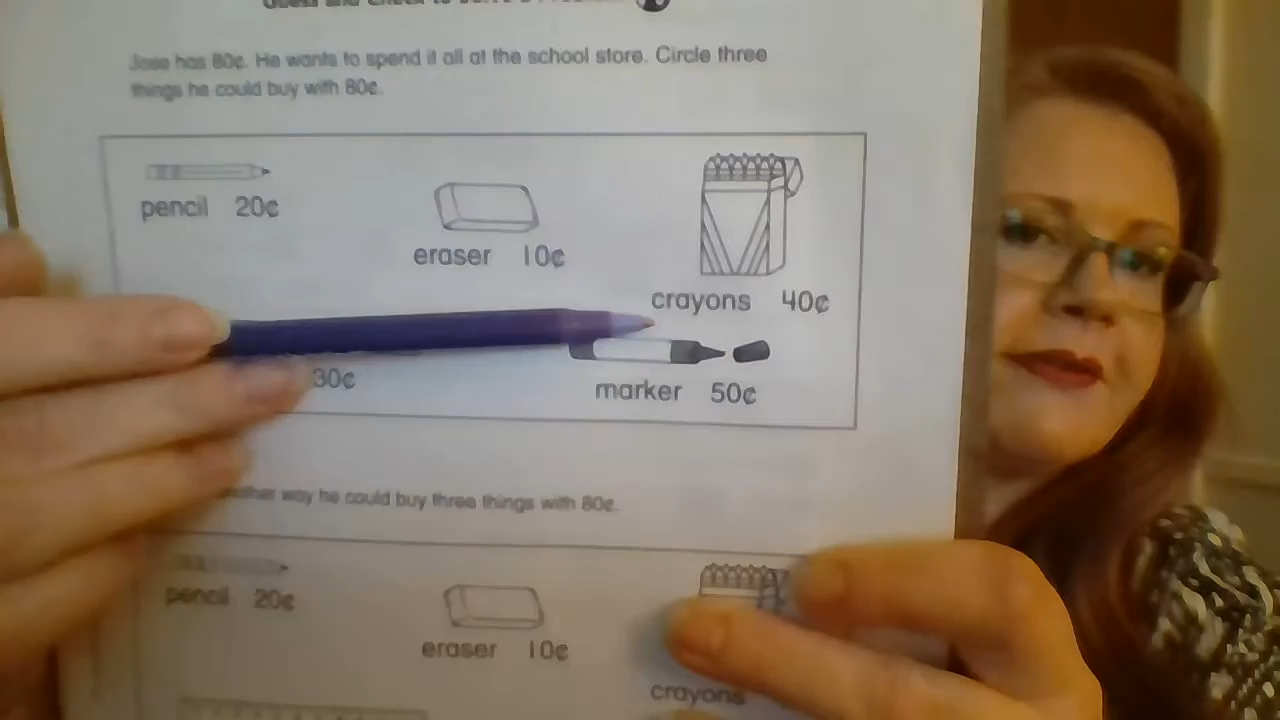 Jose has 80¢. He wants to spend it all at the school store. Circle three
things he could buy with 80¢.
pencil 20¢
eraser 10¢
crayons 40¢
30¢
marker 50¢
another way he could buy three things with 80¢.
pencil 20¢
eraser 10¢
crayons